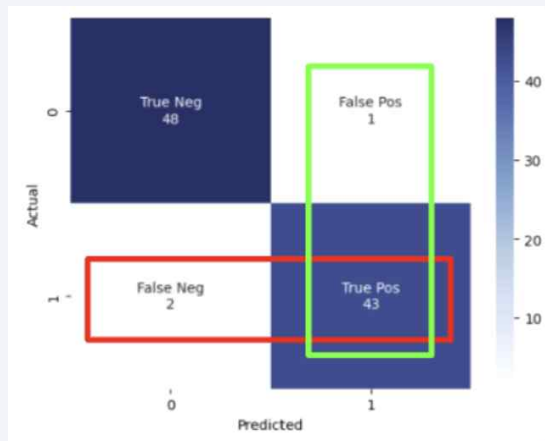 True Neg
48
False Pos
1
False Neg
2
True Pos
43
0
1
Actual
0
1
Predicted
40
30
20
10